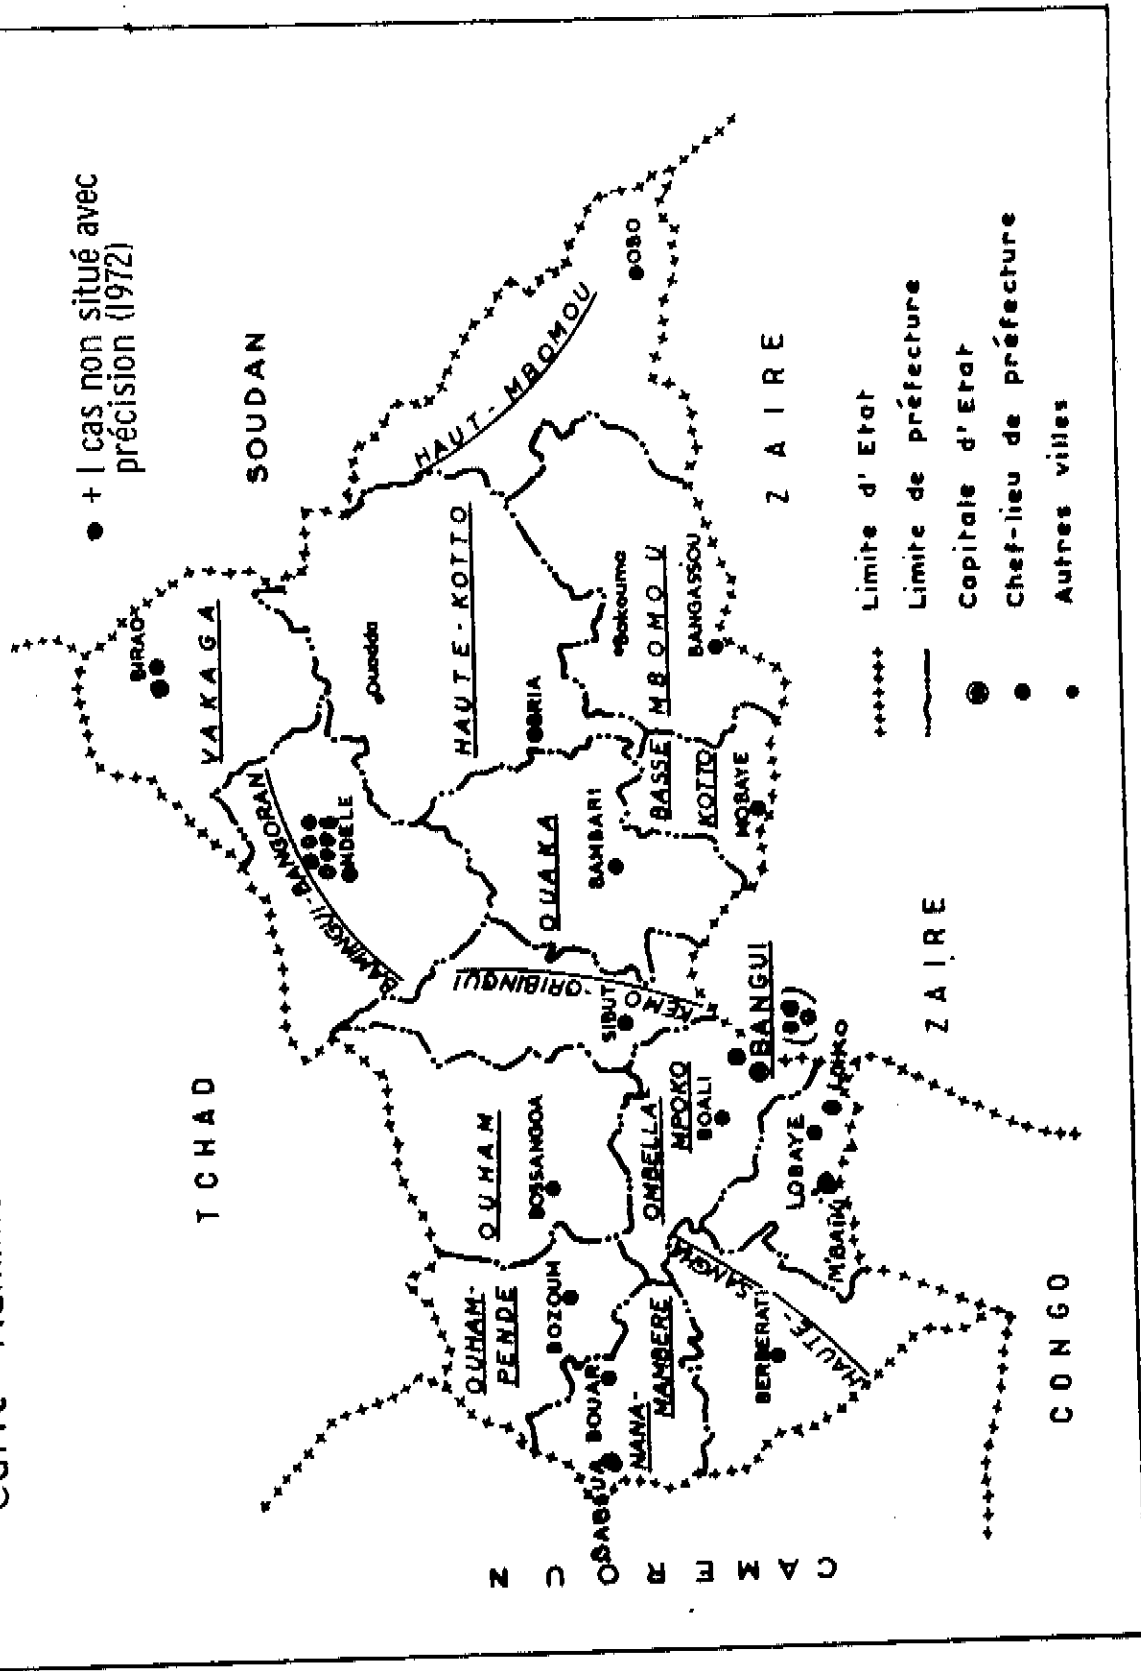 ● + 1 cas non situé avec
précision (1972)
SOUDAN
TCHAD
BIRAO
VAKAGA
BAMINGUI-BANGORAN
NDELE
Ouadda
HAUTE-KOTTO
BRIA
HAUT-MBOMOU
OBO
OUHAM
BOSSANGOA
OUHAM-
PENDE
BOZOUM
GRIBINGUI
KEMO
SIBUT
OUAKA
BAMBARI
BASSE
KOTTO
MOBAYE
MBOMOU
Bakouma
BANGASSOU
BABOUA
BOUAR
NANA-
MAMBERE
OMBELLA
MPOKO
BOALI
BANGUI
HAUTE-SANGHA
BERBERATI
LOBAYE
M'BAIKI
CAMEROUN
CONGO
ZAIRE
ZAIRE
Limite d'Etat
Limite de préfecture
Capitale d'Etat
Chef-lieu de préfecture
Autres villes